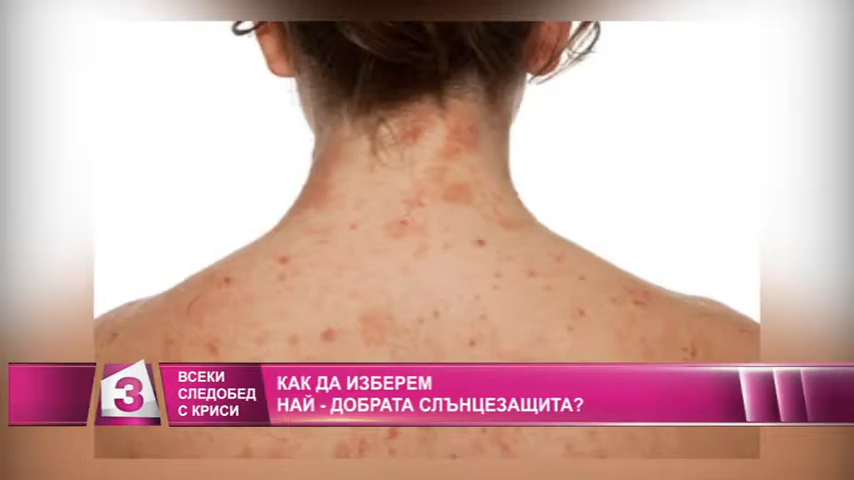 3
ВСЕКИ
СЛЕДОБЕД
С КРИСИ
КАК ДА ИЗБЕРЕМ
НАЙ - ДОБРАТА СЛЪНЦЕЗАЩИТА?